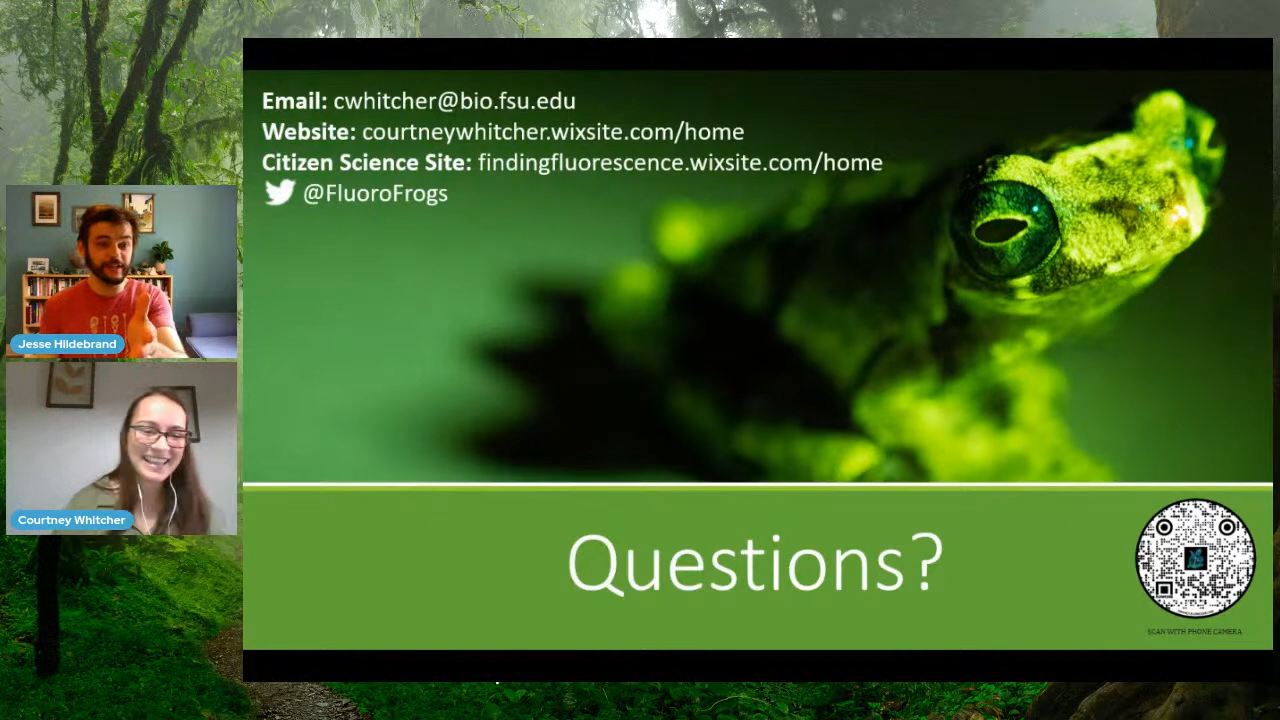 Email: cwhitcher@bio.fsu.edu
Website: courtneywhitcher.wixsite.com/home
Citizen Science Site: findingfluorescence.wixsite.com/home
@FluoroFrogs
Jesse Hildebrand
Courtney Whitcher
Questions?
SCAN WITH PHONE CAMERA